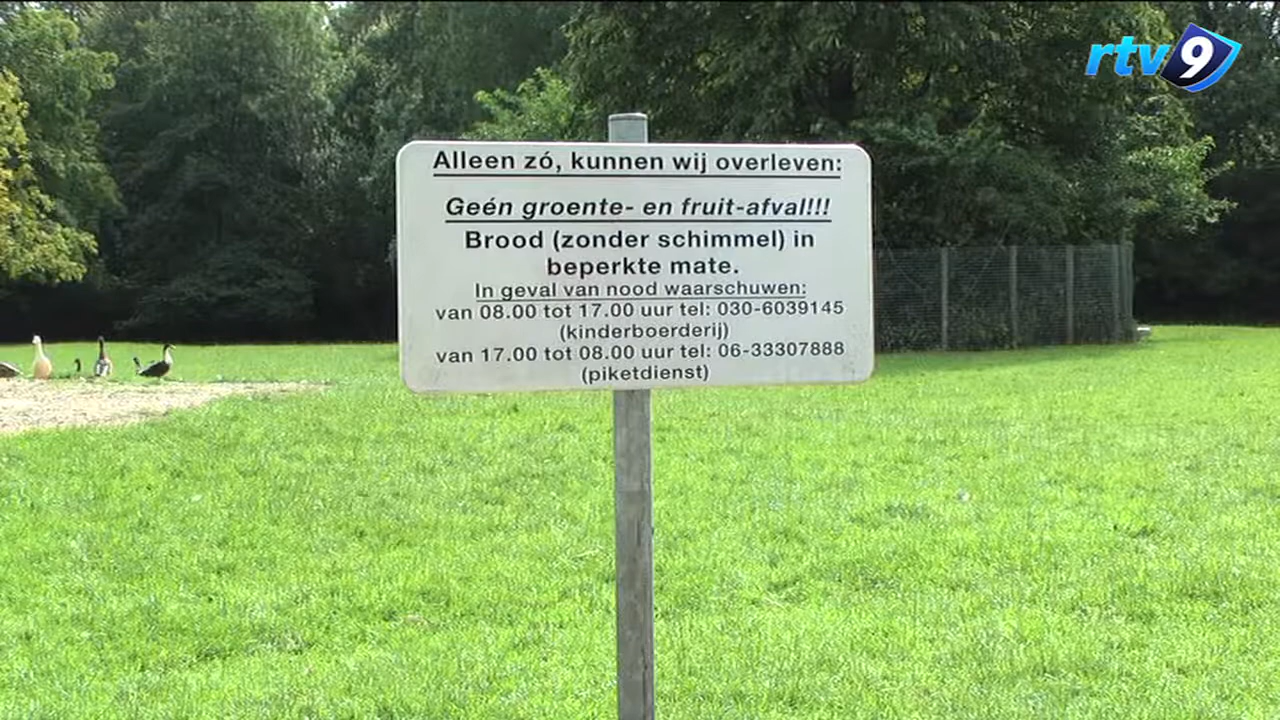 rtv9
Alleen zó, kunnen wij overleven:
Geén groente- en fruit-afval!!!
Brood (zonder schimmel) in
beperkte mate.
In geval van nood waarschuwen:
van 08.00 tot 17.00 uur tel: 030-6039145
(kinderboerderij)
van 17.00 tot 08.00 uur tel: 06-33307888
(piketdienst)